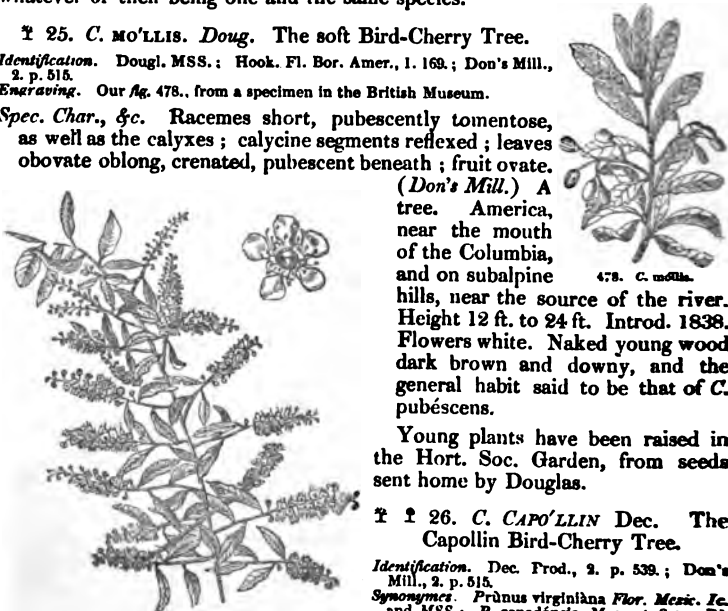 whatever of their being one and the same species.
25. C. MO'LLIS. Doug. The soft Bird-Cherry Tree.
Identification. Dougl. MSS.; Hook. Fl. Bor. Amer., 1. 169.; Don's Mill.,
2. p. 515.
Engraving. Our fig. 478., from a specimen in the British Museum.
Spec. Char., &c. Racemes short, pubescently tomentose,
as well as the calyxes; calycine segments reflexed; leaves
obovate oblong, crenated, pubescent beneath; fruit ovate.
(Don's Mill.) A
tree. America,
near the mouth
of the Columbia,
and on subalpine
478. C. mollis.
hills, near the source of the river.
Height 12 ft. to 24 ft. Introd. 1838.
Flowers white. Naked young wood
dark brown and downy, and the
general habit said to be that of C.
pubéscens.
Young plants have been raised in
the Hort. Soc. Garden, from seeds
sent home by Douglas.
26. C. CAPO'LLIN Dec. The
Capollin Bird-Cherry Tree.
Identification. Dec. Prod., 2. p. 539.; Don's
Mill., 2. p. 515.
Synonymes. Prùnus virginiàna Flor. Mexic. Ic.
and MSS.;